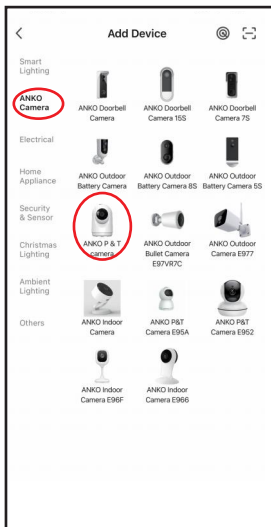 Add Device
Smart
Lighting
ANKO
Camera
Electrical
Home
Appliance
Security
& Sensor
Christmas
Lighting
Ambient
Lighting
Others
ANKO Doorbell
Camera
ANKO Doorbell
Camera 15S
ANKO Doorbell
Camera 7S
ANKO Outdoor
Battery Camera
ANKO Outdoor
Battery Camera 8S
ANKO Outdoor
Battery Camera 5S
ANKO P & T
camera
ANKO Outdoor
Bullet Camera
E97VR7C
ANKO Outdoor
Camera E977
ANKO Indoor
Camera
ANKO P&T
Camera E95A
ANKO P&T
Camera E952
ANKO Indoor
Camera E96F
ANKO Indoor
Camera E966